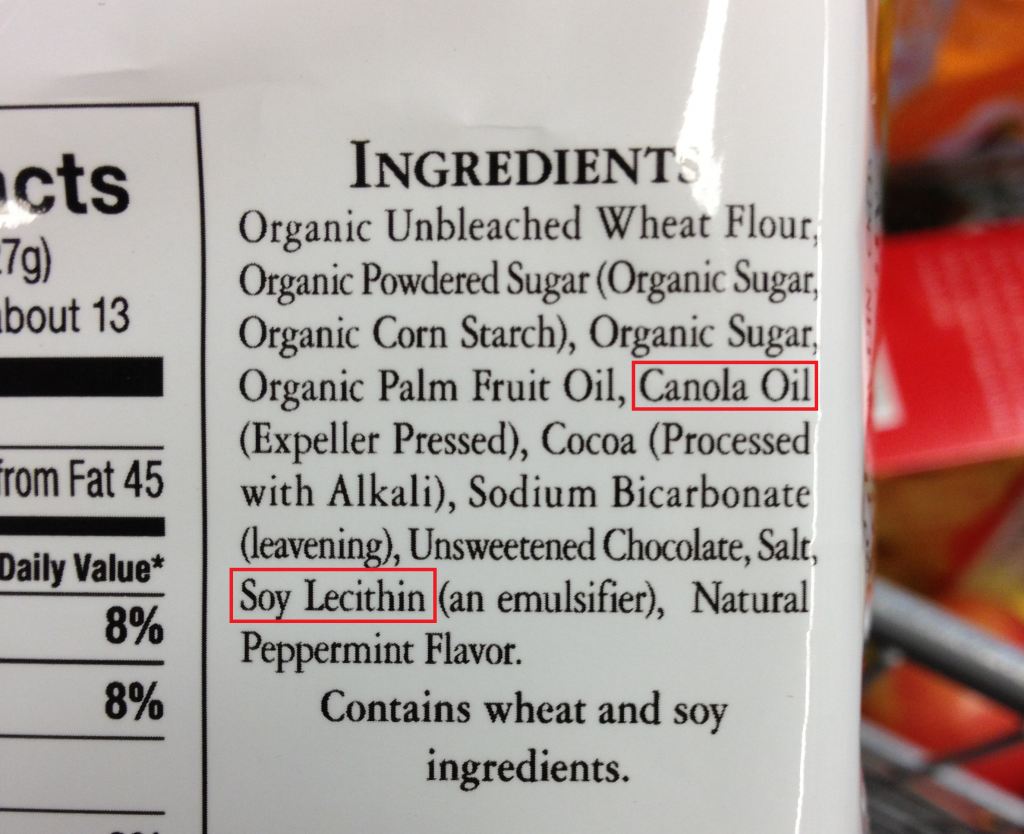 acts
7g)
about 13
from Fat 45
Daily Value*
8%
8%
INGREDIENTS
Organic Unbleached Wheat Flour,
Organic Powdered Sugar (Organic Sugar,
Organic Corn Starch), Organic Sugar,
Organic Palm Fruit Oil, Canola Oil
(Expeller Pressed), Cocoa (Processed
with Alkali), Sodium Bicarbonate
(leavening), Unsweetened Chocolate, Salt,
Soy Lecithin (an emulsifier), Natural
Peppermint Flavor.
Contains wheat and soy
ingredients.